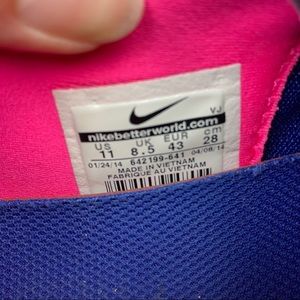 VJ
nikebetterworld.com
US UK EUR cm
11 8.5 43 28
01/24/14 642199-641 04/08/14
MADE IN VIETNAM
FABRIQUE AU VIETNAM